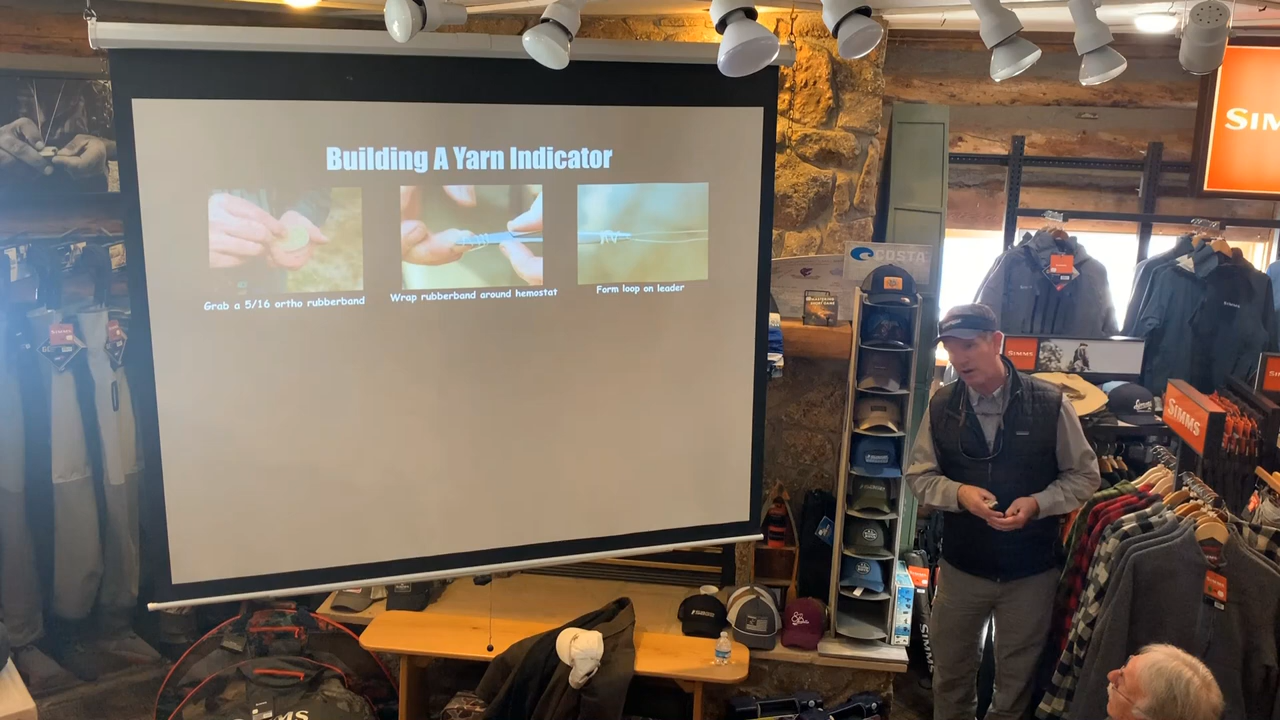 Building A Yarn Indicator
Grab a 5/16 ortho rubberband
Wrap rubberband around hemostat
Form loop on leader
COSTA
SIMMS
SIMMS
SIMMS
SIMMS